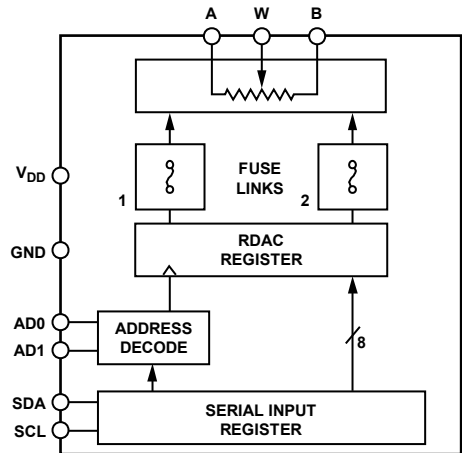 A W B
1
FUSE
LINKS
2
V_DD
RDAC
REGISTER
GND
AD0
AD1
ADDRESS
DECODE
8
SDA
SCL
SERIAL INPUT
REGISTER